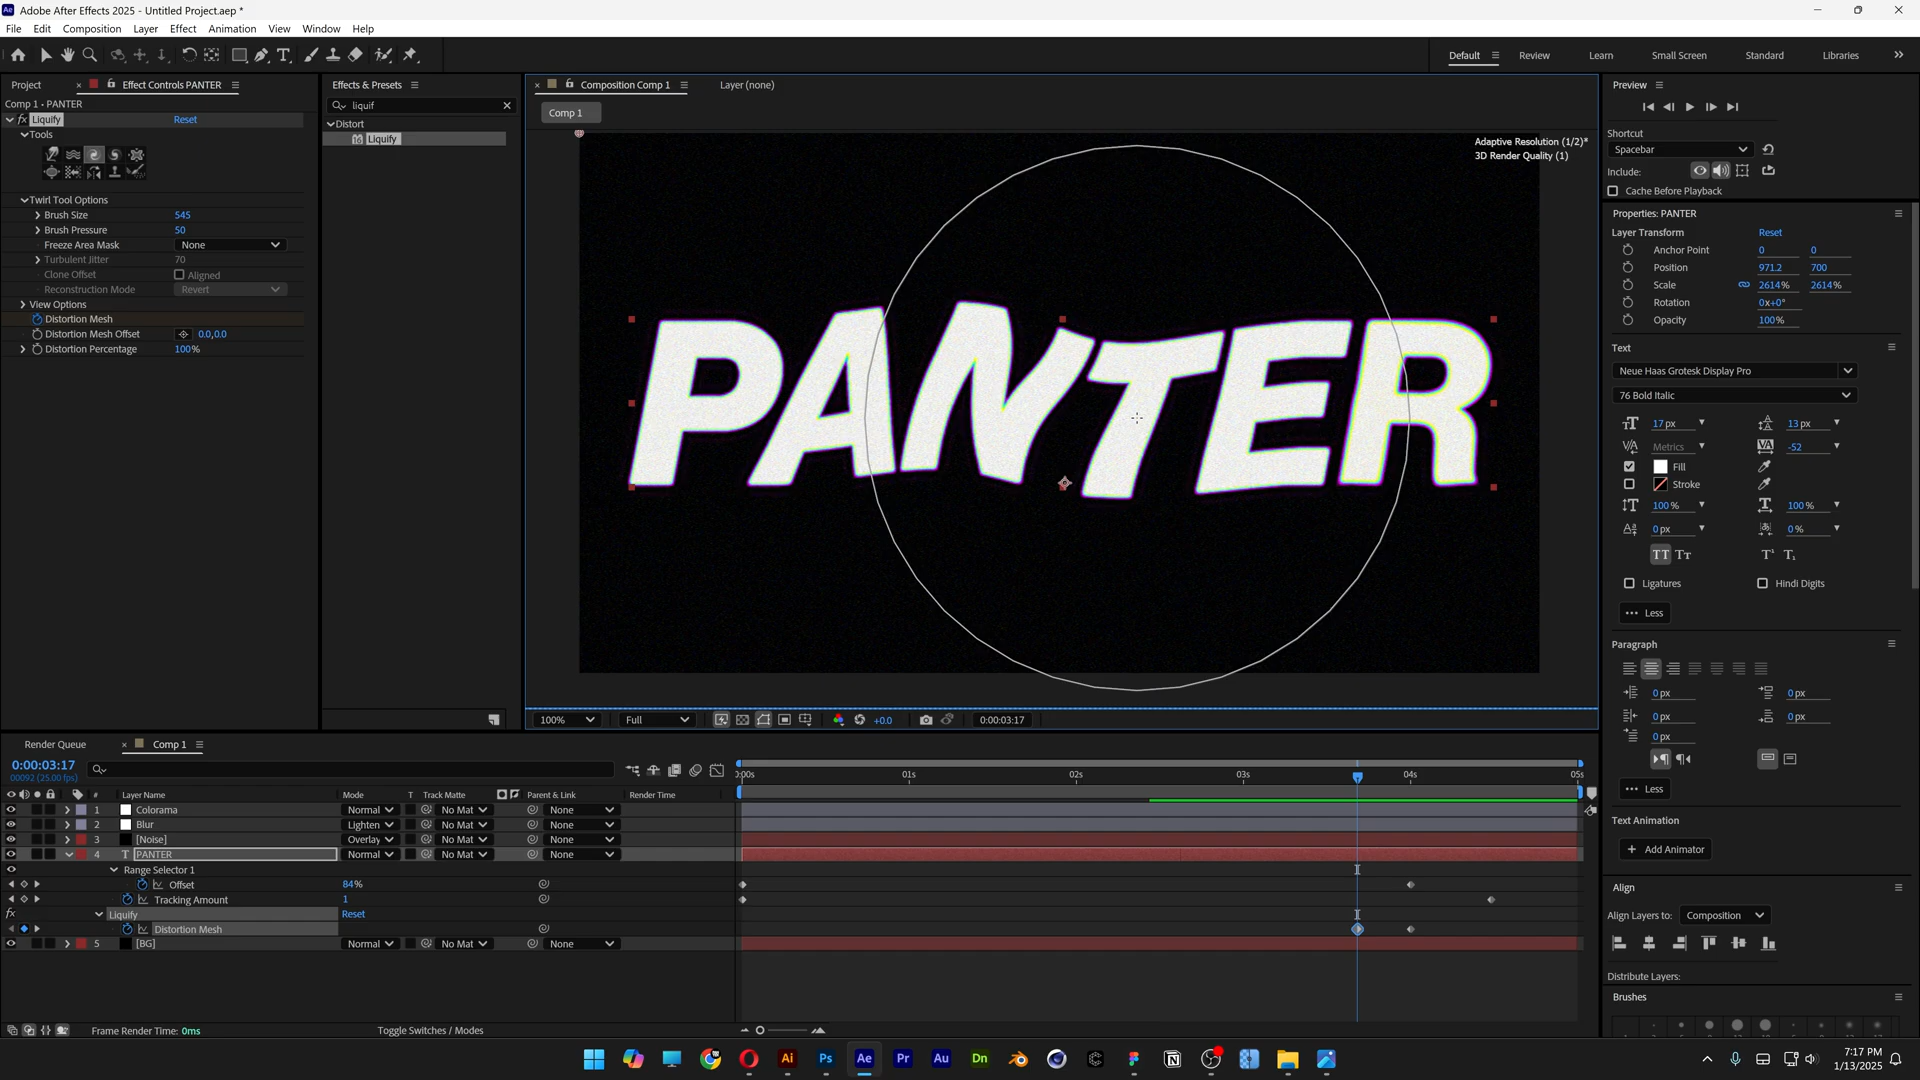 Ae Adobe After Effects 2025 - Untitled Project.aep *
File Edit Composition Layer Effect Animation View Window Help
Default Review Learn Small Screen Standard Libraries
Project Effect Controls PANTER
Comp 1 • PANTER
fx Liquify Reset
Tools
Twirl Tool Options
Brush Size 545
Brush Pressure 50
Freeze Area Mask None
Turbulent Jitter 70
Clone Offset Aligned
Reconstruction Mode Revert
View Options
Distortion Mesh
Distortion Mesh Offset 0.0,0.0
Distortion Percentage 100%
Effects & Presets
liquif
Distort
Liquify
Composition Comp 1 Layer (none)
Comp 1
Adaptive Resolution (1/2)*
3D Render Quality (1)
PANTER
100% Full +0.0 0:00:03:17
Preview
Shortcut
Spacebar
Include:
Cache Before Playback
Properties: PANTER
Layer Transform Reset
Anchor Point 0 0
Position 971.2 700
Scale 2614% 2614%
Rotation 0x+0°
Opacity 100%
Text
Neue Haas Grotesk Display Pro
76 Bold Italic
17 px 13 px
Metrics -52
Fill
Stroke
100% 100%
0 px 0%
TT Tт T¹ T₁
Ligatures Hindi Digits
Less
Paragraph
0 px 0 px
0 px 0 px
0 px
Less
Text Animation
+ Add Animator
Align
Align Layers to: Composition
Distribute Layers:
Brushes
Render Queue Comp 1
0:00:03:17
00092 (25.00 fps)
0:00s 01s 02s 03s 04s 05s
# Layer Name Mode T Track Matte Parent & Link Render Time
1 Colorama Normal No Mat None
2 Blur Lighten No Mat None
3 [Noise] Overlay No Mat None
4 T PANTER Normal No Mat None
Range Selector 1
Offset 84%
Tracking Amount 1
fx Liquify Reset
Distortion Mesh
5 [BG] Normal No Mat None
Frame Render Time: 0ms Toggle Switches / Modes
Ai Ps Ae Pr Au Dn
7:17 PM
1/13/2025